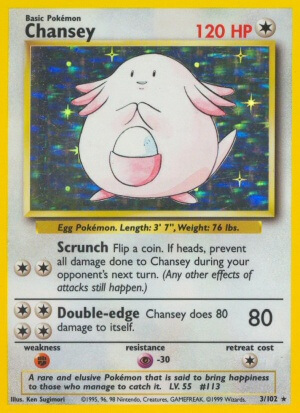 Basic Pokémon
Chansey
120 HP
Egg Pokémon. Length: 3' 7", Weight: 76 lbs.
Scrunch Flip a coin. If heads, prevent
all damage done to Chansey during your
opponent's next turn. (Any other effects of
attacks still happen.)
Double-edge Chansey does 80
damage to itself.
80
weakness
resistance
retreat cost
-30
A rare and elusive Pokémon that is said to bring happiness
to those who manage to catch it. LV. 55 #113
Illus. Ken Sugimori
©1995, 96, 98 Nintendo, Creatures, GAMEFREAK. ©1999 Wizards.
3/102 ★